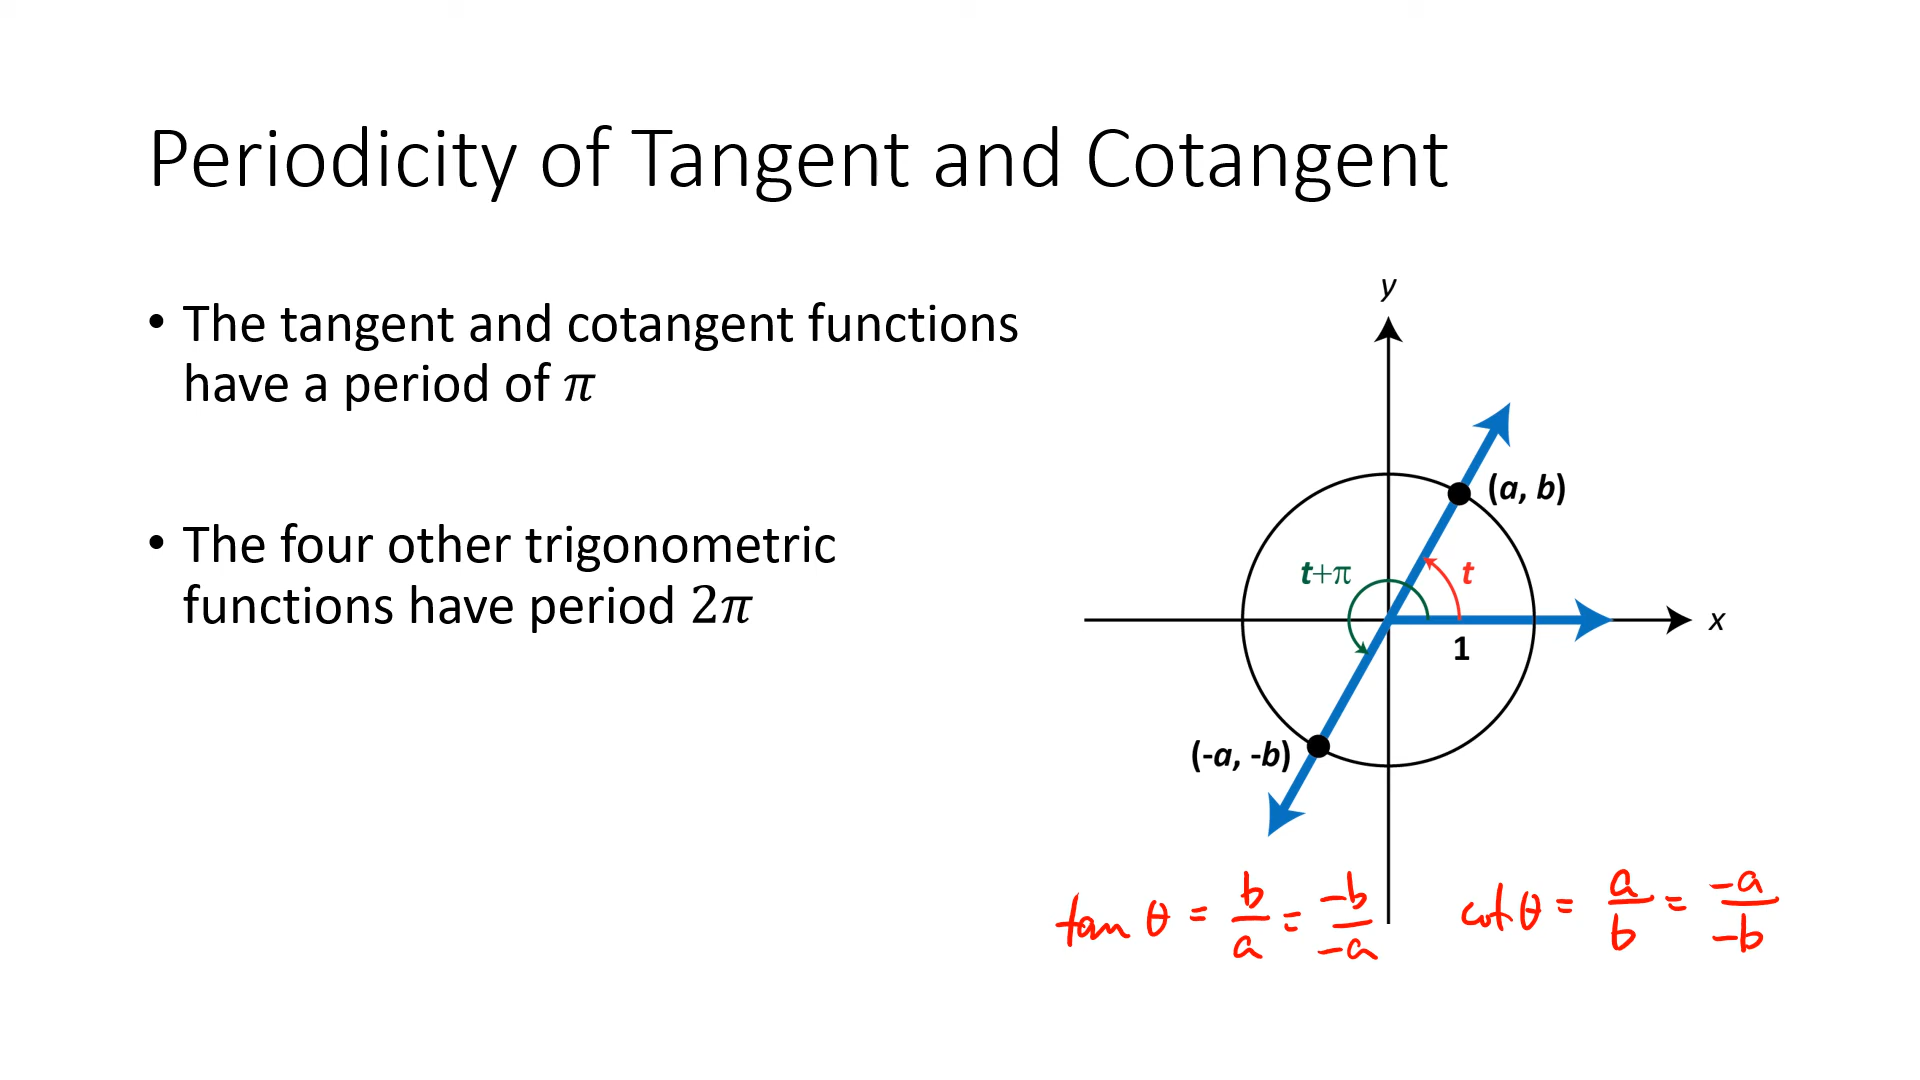 Periodicity of Tangent and Cotangent
• The tangent and cotangent functions
have a period of π
• The four other trigonometric
functions have period 2π
y
(a, b)
t+π
t
x
1
(-a, -b)
tan θ = b/a = -b/-a
cot θ = a/b = -a/-b